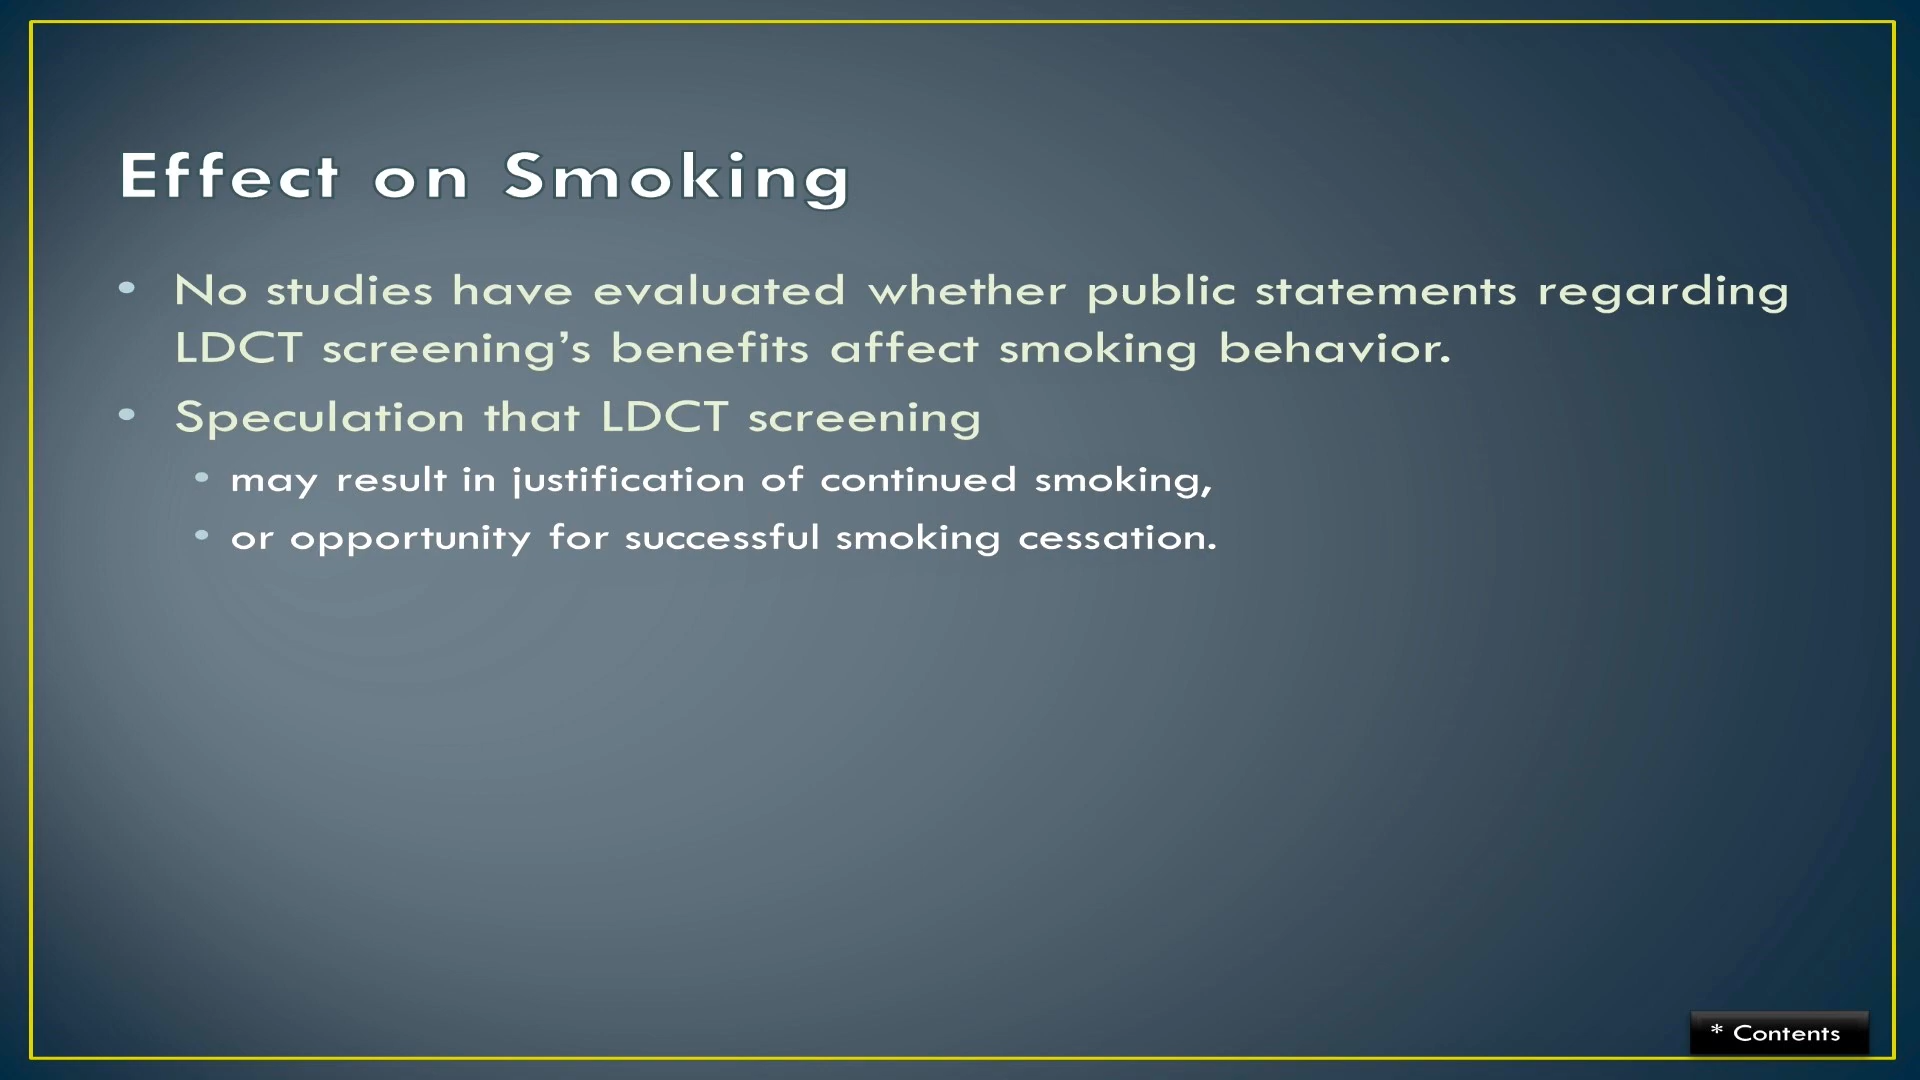 Effect on Smoking
• No studies have evaluated whether public statements regarding
LDCT screening’s benefits affect smoking behavior.
• Speculation that LDCT screening
• may result in justification of continued smoking,
• or opportunity for successful smoking cessation.
* Contents